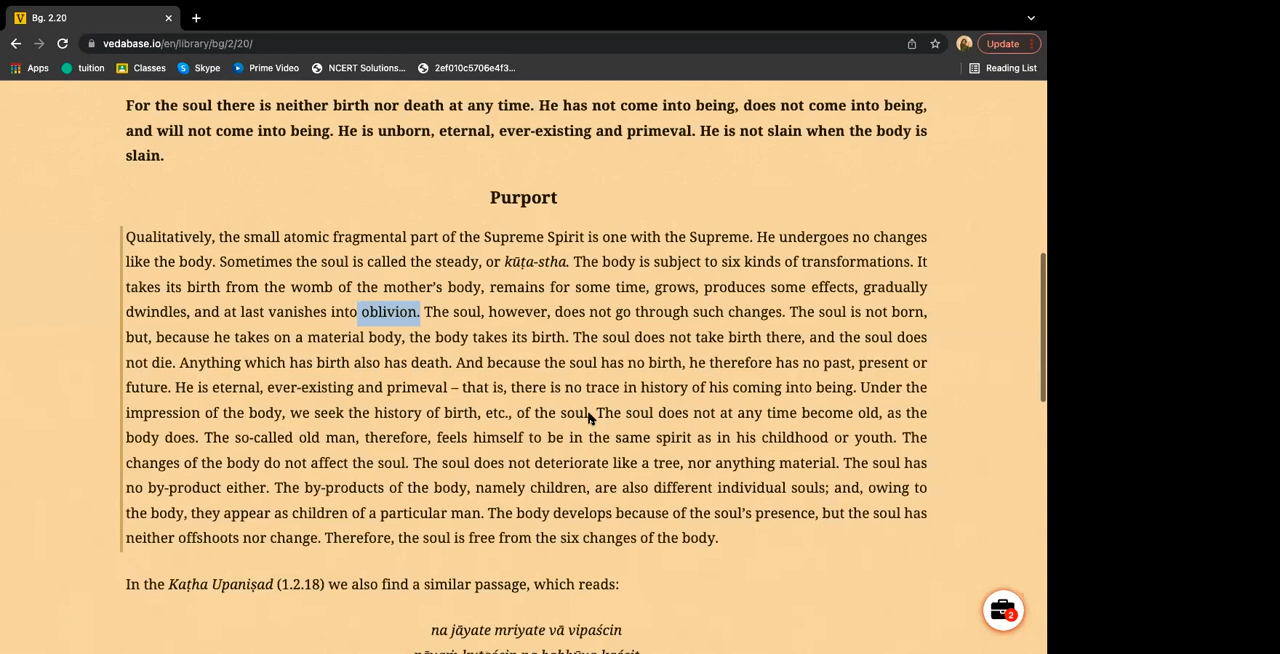 Bg. 2.20
vedabase.io/en/library/bg/2/20/
Update
Apps tuition Classes Skype Prime Video NCERT Solutions... 2ef010c5706e4f3... Reading List
For the soul there is neither birth nor death at any time. He has not come into being, does not come into being,
and will not come into being. He is unborn, eternal, ever-existing and primeval. He is not slain when the body is
slain.
Purport
Qualitatively, the small atomic fragmental part of the Supreme Spirit is one with the Supreme. He undergoes no changes
like the body. Sometimes the soul is called the steady, or kūṭa-stha. The body is subject to six kinds of transformations. It
takes its birth from the womb of the mother’s body, remains for some time, grows, produces some effects, gradually
dwindles, and at last vanishes into oblivion. The soul, however, does not go through such changes. The soul is not born,
but, because he takes on a material body, the body takes its birth. The soul does not take birth there, and the soul does
not die. Anything which has birth also has death. And because the soul has no birth, he therefore has no past, present or
future. He is eternal, ever-existing and primeval – that is, there is no trace in history of his coming into being. Under the
impression of the body, we seek the history of birth, etc., of the soul. The soul does not at any time become old, as the
body does. The so-called old man, therefore, feels himself to be in the same spirit as in his childhood or youth. The
changes of the body do not affect the soul. The soul does not deteriorate like a tree, nor anything material. The soul has
no by-product either. The by-products of the body, namely children, are also different individual souls; and, owing to
the body, they appear as children of a particular man. The body develops because of the soul’s presence, but the soul has
neither offshoots nor change. Therefore, the soul is free from the six changes of the body.
In the Kaṭha Upaniṣad (1.2.18) we also find a similar passage, which reads:
2
na jāyate mriyate vā vipaścin